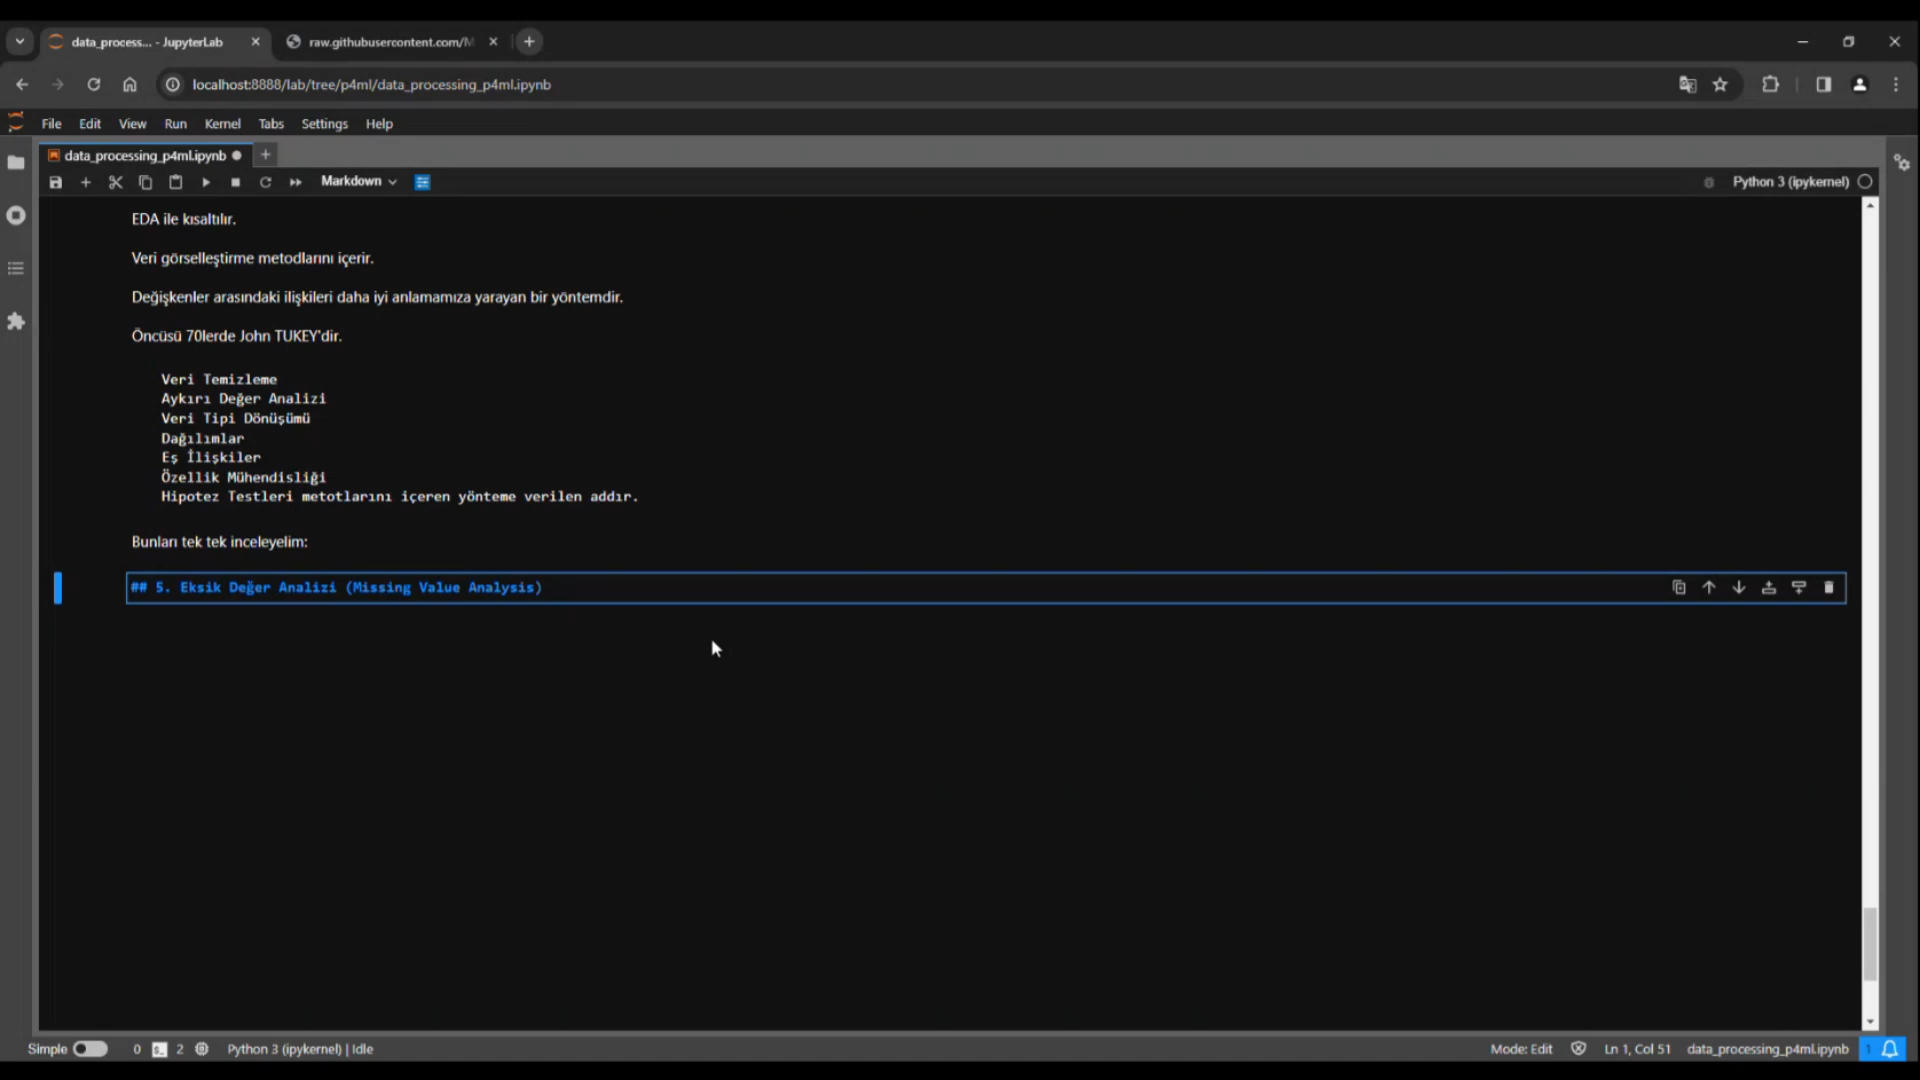 data_process... - JupyterLab
raw.githubusercontent.com/M
localhost:8888/lab/tree/p4ml/data_processing_p4ml.ipynb
File Edit View Run Kernel Tabs Settings Help
data_processing_p4ml.ipynb
Markdown
Python 3 (ipykernel)
EDA ile kısaltılır.
Veri görselleştirme metodlarını içerir.
Değişkenler arasındaki ilişkileri daha iyi anlamamıza yarayan bir yöntemdir.
Öncüsü 70lerde John TUKEY'dir.
Veri Temizleme
Aykırı Değer Analizi
Veri Tipi Dönüşümü
Dağılımlar
Eş İlişkiler
Özellik Mühendisliği
Hipotez Testleri metotlarını içeren yönteme verilen addır.
Bunları tek tek inceleyelim:
## 5. Eksik Değer Analizi (Missing Value Analysis)
Simple 0 2 Python 3 (ipykernel) | Idle
Mode: Edit Ln 1, Col 51 data_processing_p4ml.ipynb 1